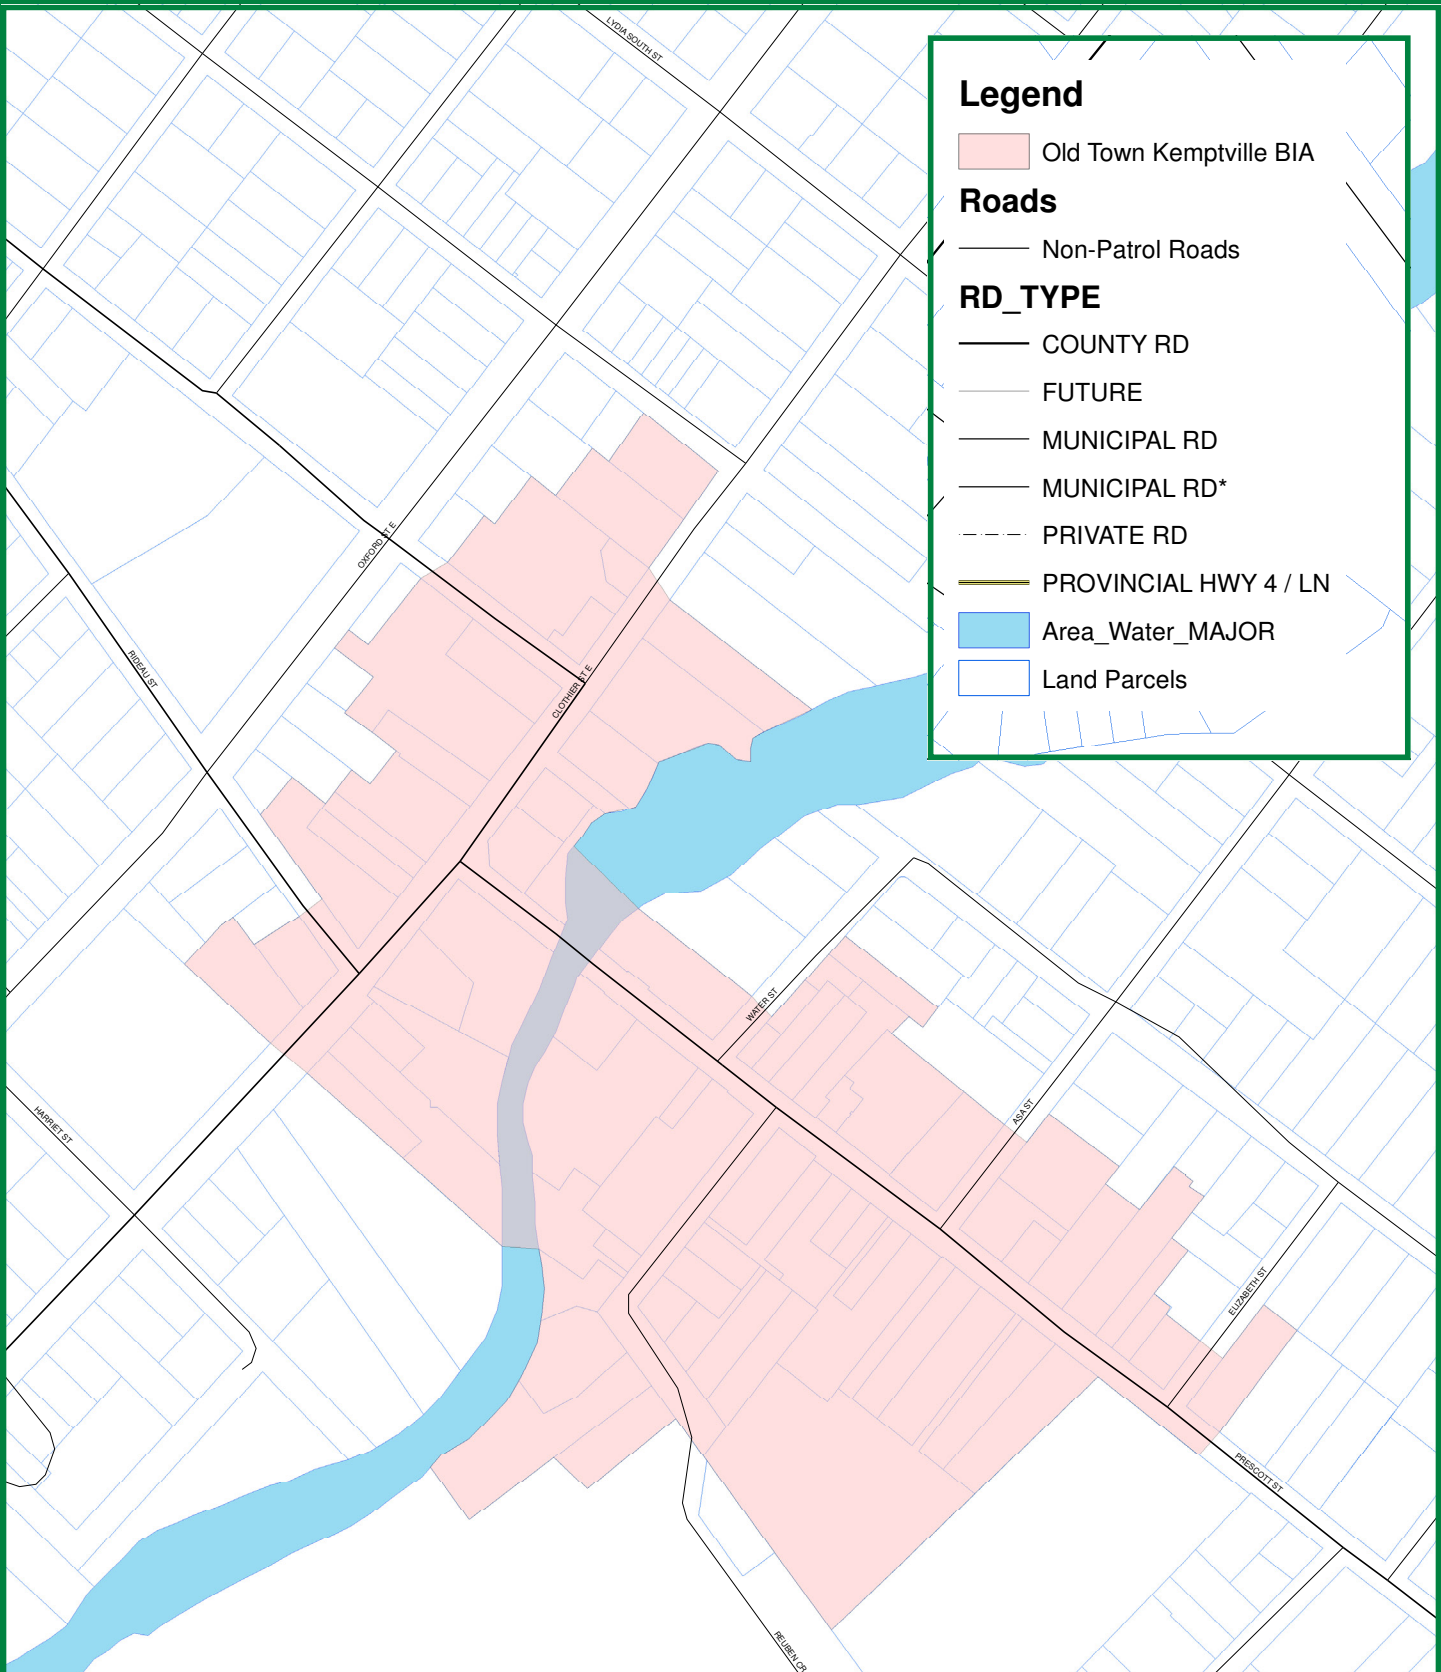 LYDIA SOUTH ST
Legend
Old Town Kemptville BIA
Roads
Non-Patrol Roads
RD_TYPE
COUNTY RD
FUTURE
MUNICIPAL RD
MUNICIPAL RD*
PRIVATE RD
PROVINCIAL HWY 4 / LN
Area_Water_MAJOR
Land Parcels
OXFORD ST E
RIDEAU ST
CLOTHIER ST E
WATER ST
HARRIET ST
ASA ST
ELIZABETH ST
PRESCOTT ST
REUBEN CR